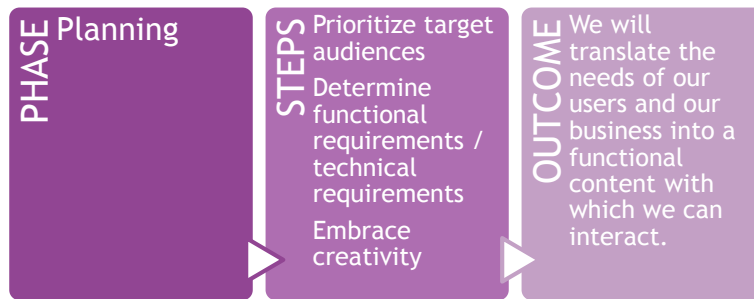 PHASE
Planning
STEPS
Prioritize target
audiences
Determine
functional
requirements /
technical
requirements
Embrace
creativity
OUTCOME
We will
translate the
needs of our
users and our
business into a
functional
content with
which we can
interact.